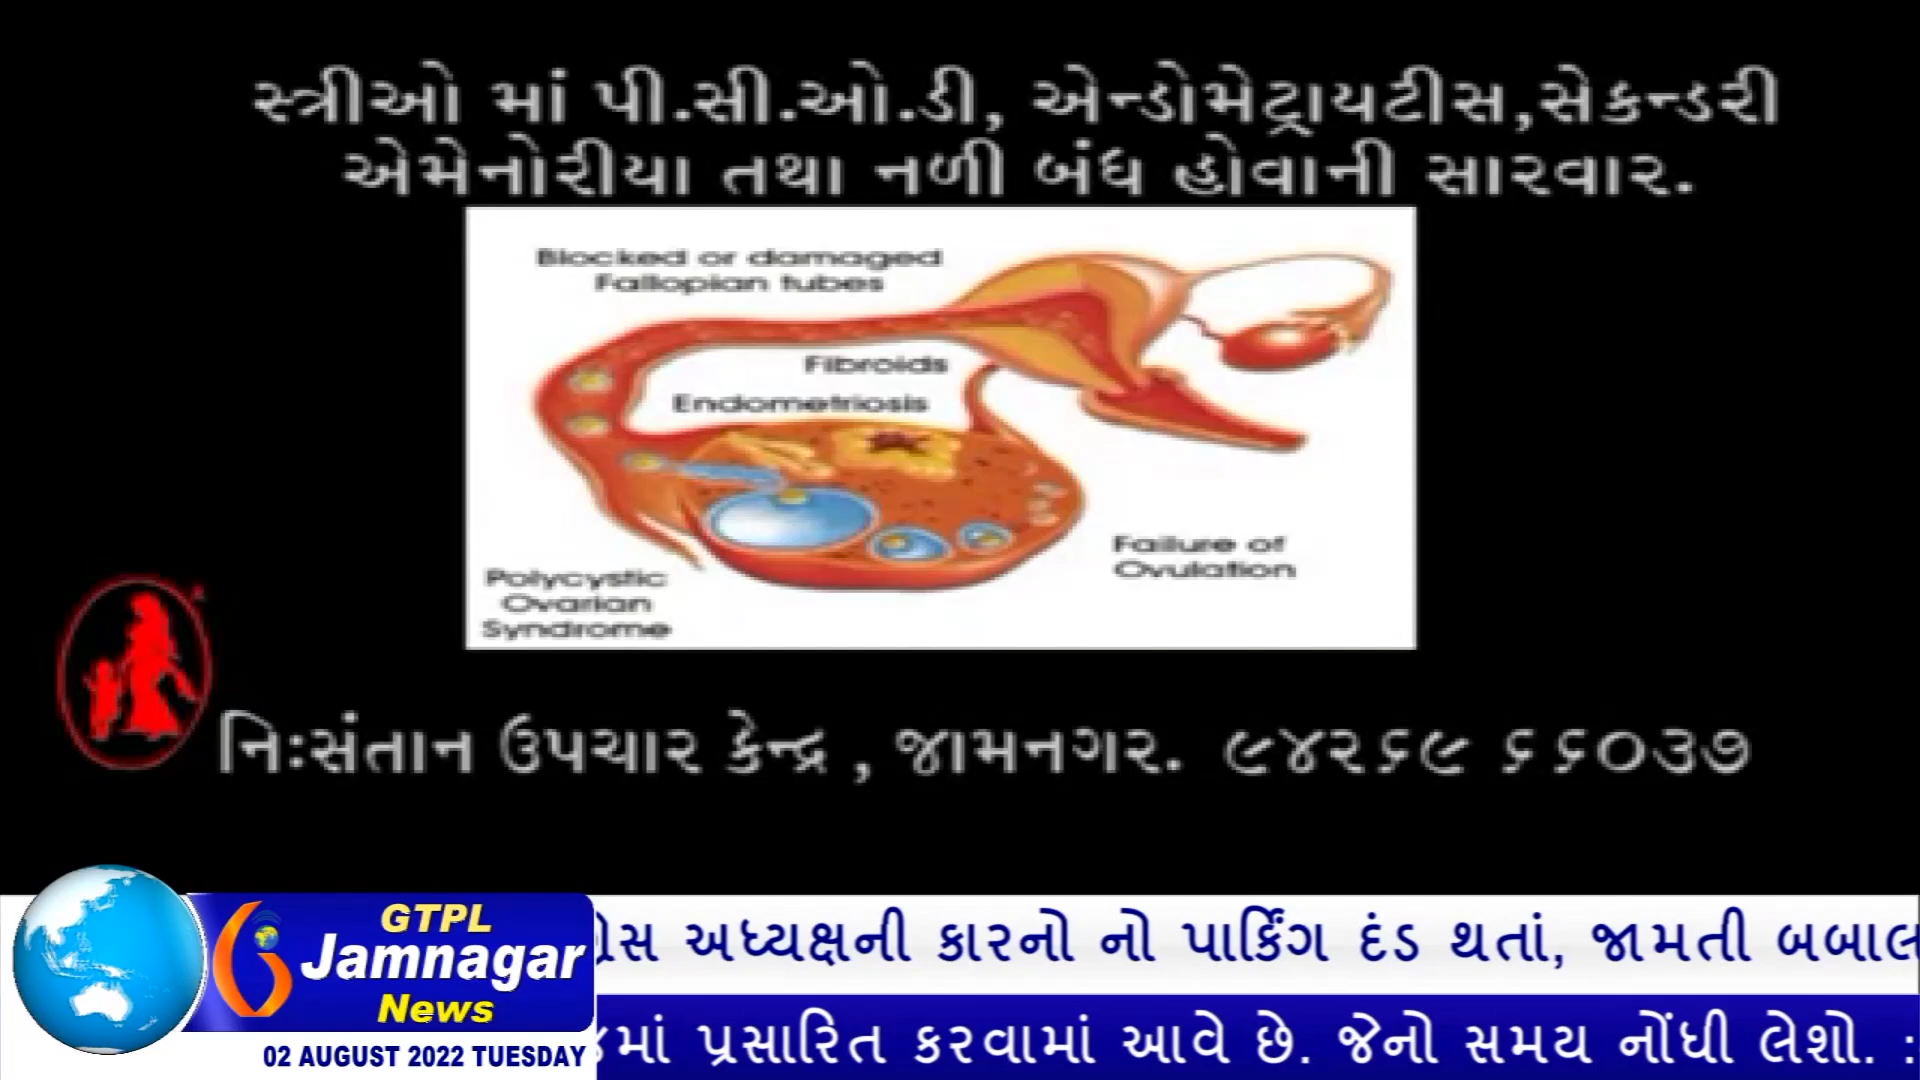 સ્ત્રીઓ માં પી.સી.ઓ.ડી, એન્ડોમેટ્રાયટીસ,સેકન્ડરી
એમેનોરીયા તથા નળી બંધ હોવાની સારવાર.
Blocked or damaged
Fallopian tubes
Fibroids
Endometriosis
Failure of
Ovulation
Polycystic
Ovarian
Syndrome
નિઃસંતાન ઉપચાર કેન્દ્ર , જામનગર. ૯૪૨૬૯ ૬૬૦૩૭
GTPL
Jamnagar
News
02 AUGUST 2022 TUESDAY
અધ્યક્ષની કારનો નો પાર્કિંગ દંડ થતાં, જામતી બબાલ
પ્રસારિત કરવામાં આવે છે. જેનો સમય નોંધી લેશો. :